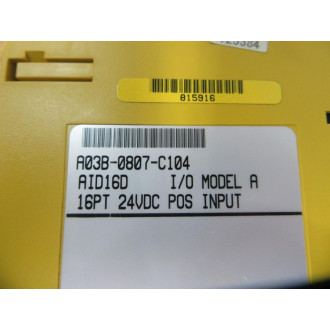 815916
A03B-0807-C104
AID16D I/O MODEL A
16PT 24VDC POS INPUT